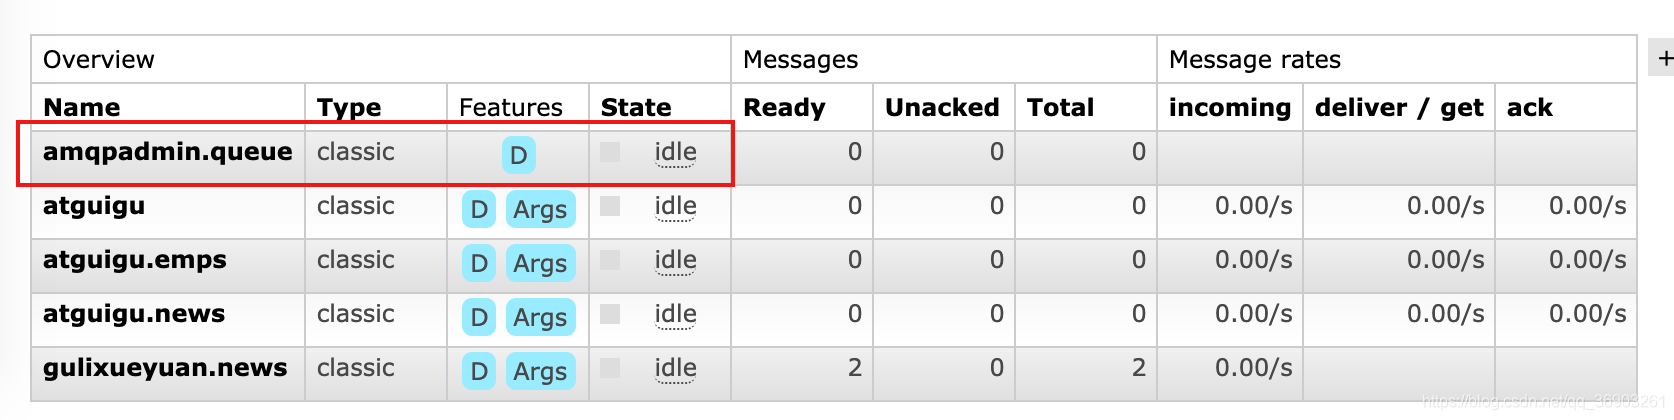 Overview Messages Message rates +
Name Type Features State Ready Unacked Total incoming deliver / get ack
amqpadmin.queue classic D idle 0 0 0
atguigu classic D Args idle 0 0 0 0.00/s 0.00/s 0.00/s
atguigu.emps classic D Args idle 0 0 0 0.00/s 0.00/s 0.00/s
atguigu.news classic D Args idle 0 0 0 0.00/s 0.00/s 0.00/s
gulixueyuan.news classic D Args idle 2 0 2 0.00/s
https://blog.csdn.net/qq_36903261